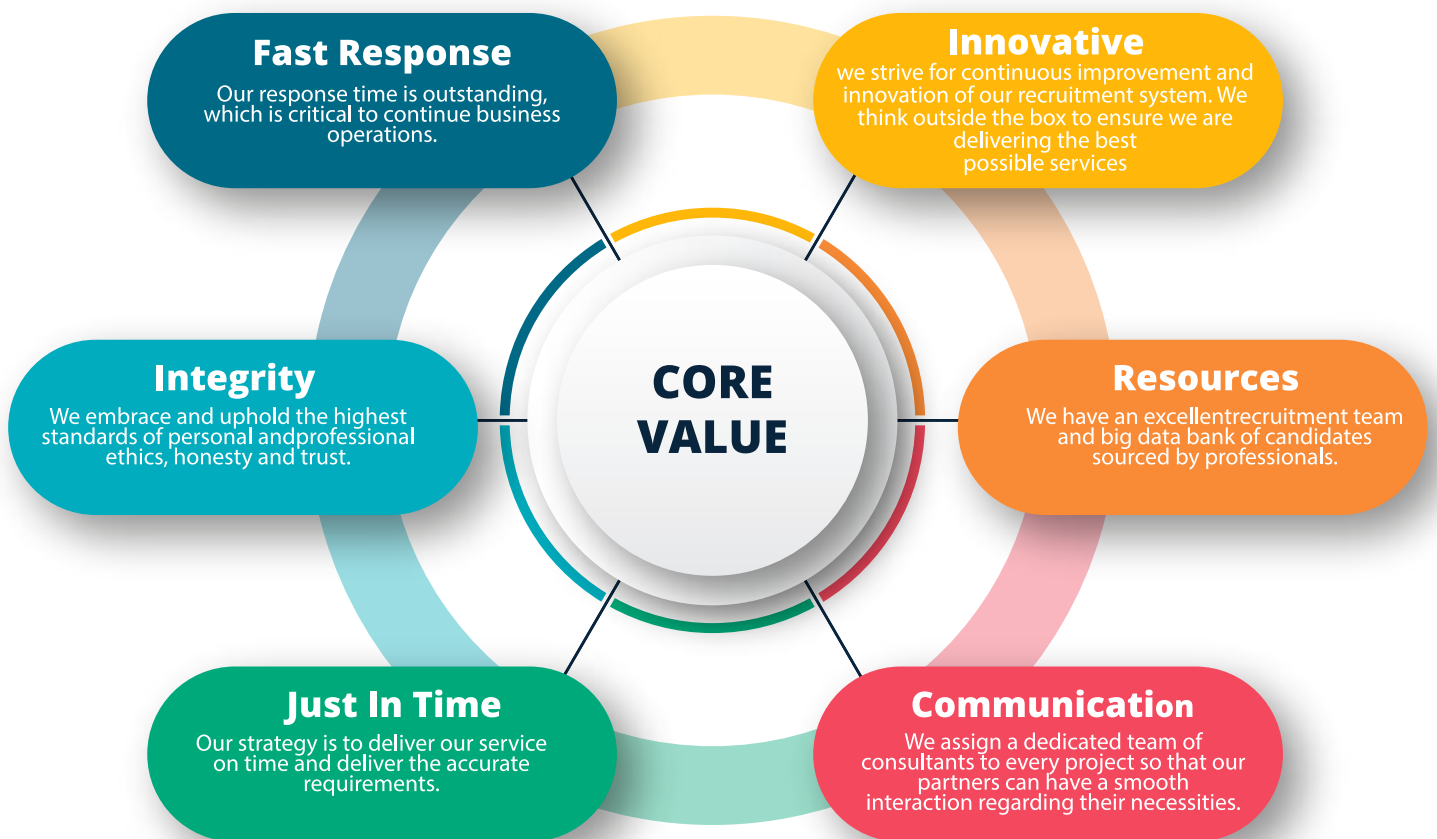 Fast Response
Our response time is outstanding,
which is critical to continue business
operations.
Innovative
we strive for continuous improvement and
innovation of our recruitment system. We
think outside the box to ensure we are
delivering the best
possible services
Integrity
We embrace and uphold the highest
standards of personal andprofessional
ethics, honesty and trust.
CORE
VALUE
Resources
We have an excellentrecruitment team
and big data bank of candidates
sourced by professionals.
Just In Time
Our strategy is to deliver our service
on time and deliver the accurate
requirements.
Communication
We assign a dedicated team of
consultants to every project so that our
partners can have a smooth
interaction regarding their necessities.